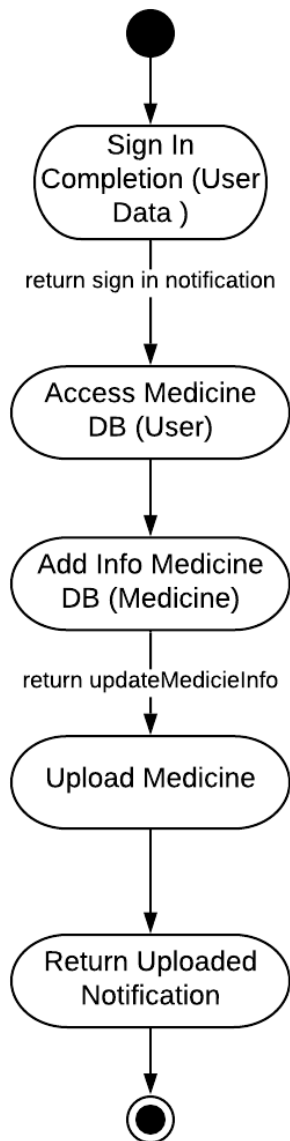 Sign In
Completion (User
Data )
return sign in notification
Access Medicine
DB (User)
Add Info Medicine
DB (Medicine)
return updateMedicieInfo
Upload Medicine
Return Uploaded
Notification